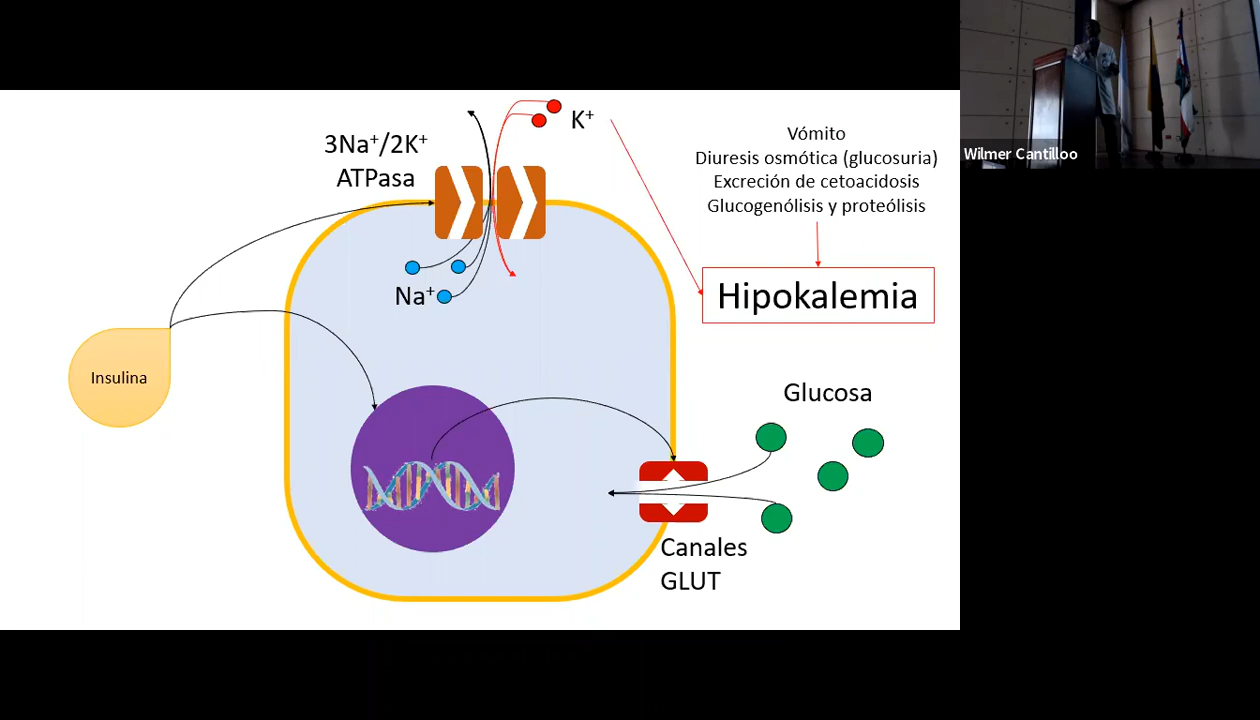 3Na⁺/2K⁺
ATPasa
K⁺
Vómito
Diuresis osmótica (glucosuria)
Excreción de cetoacidosis
Glucogenólisis y proteólisis
Wilmer Cantilloo
Na⁺
Hipokalemia
Insulina
Glucosa
Canales
GLUT